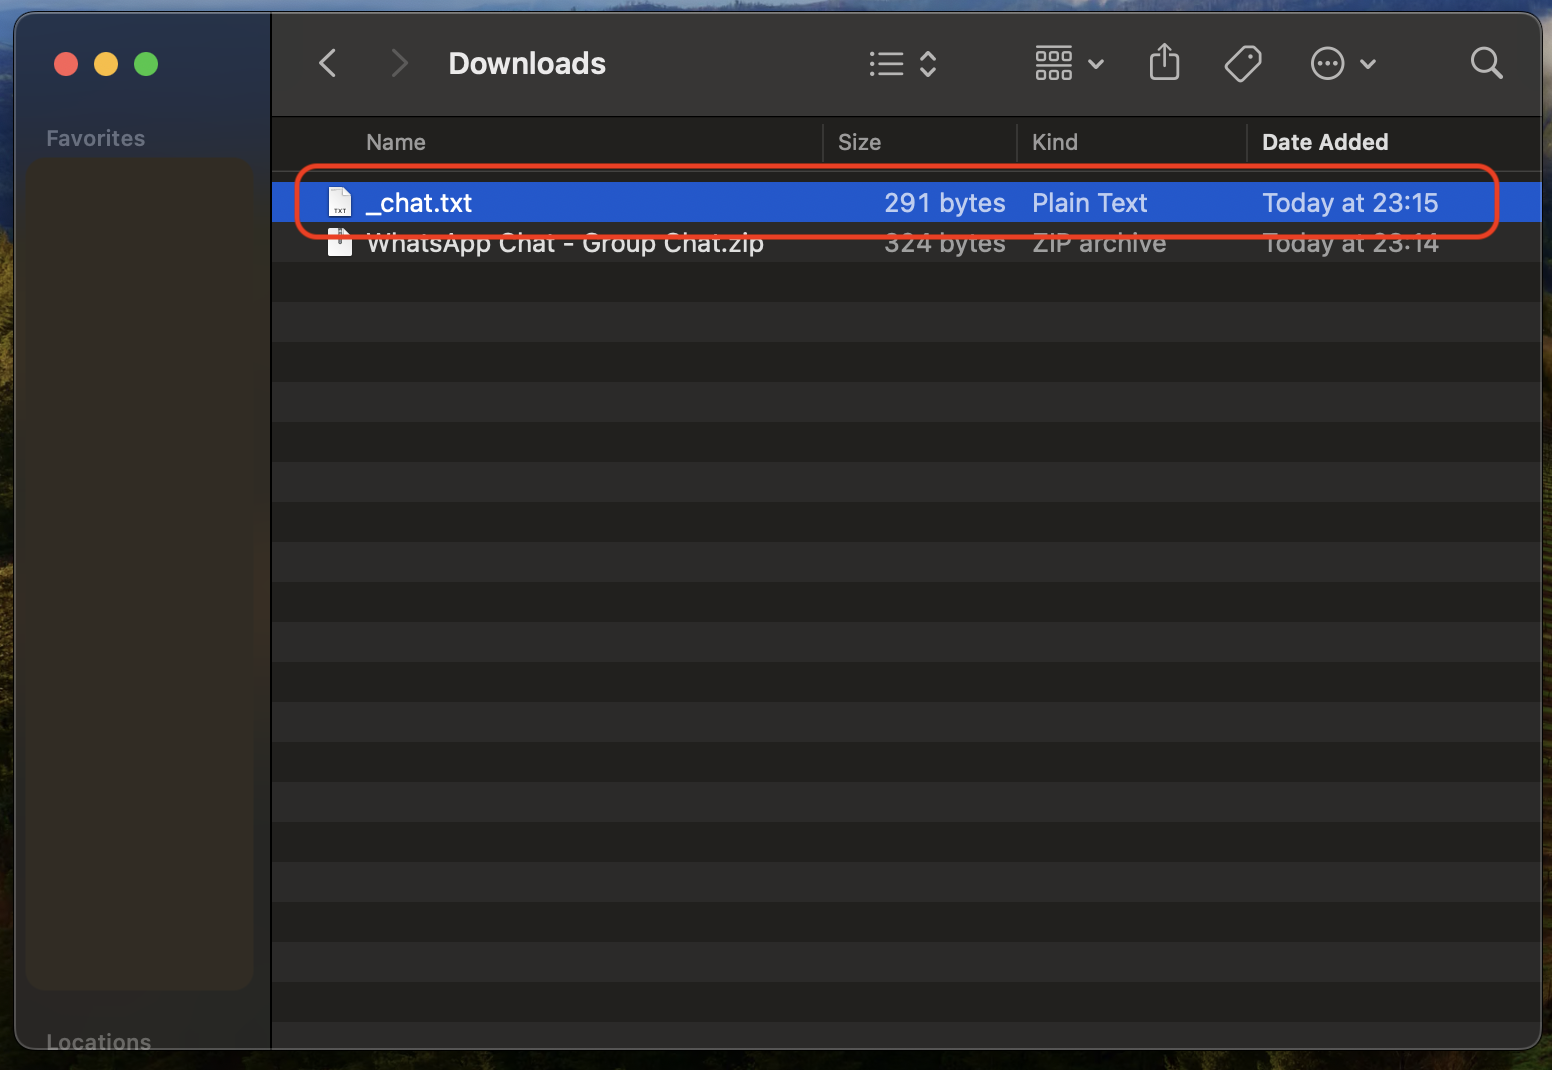 Downloads
Favorites
Name Size Kind Date Added
_chat.txt 291 bytes Plain Text Today at 23:15
WhatsApp Chat - Group Chat.zip 324 bytes ZIP archive Today at 23:14
TXT
Locations